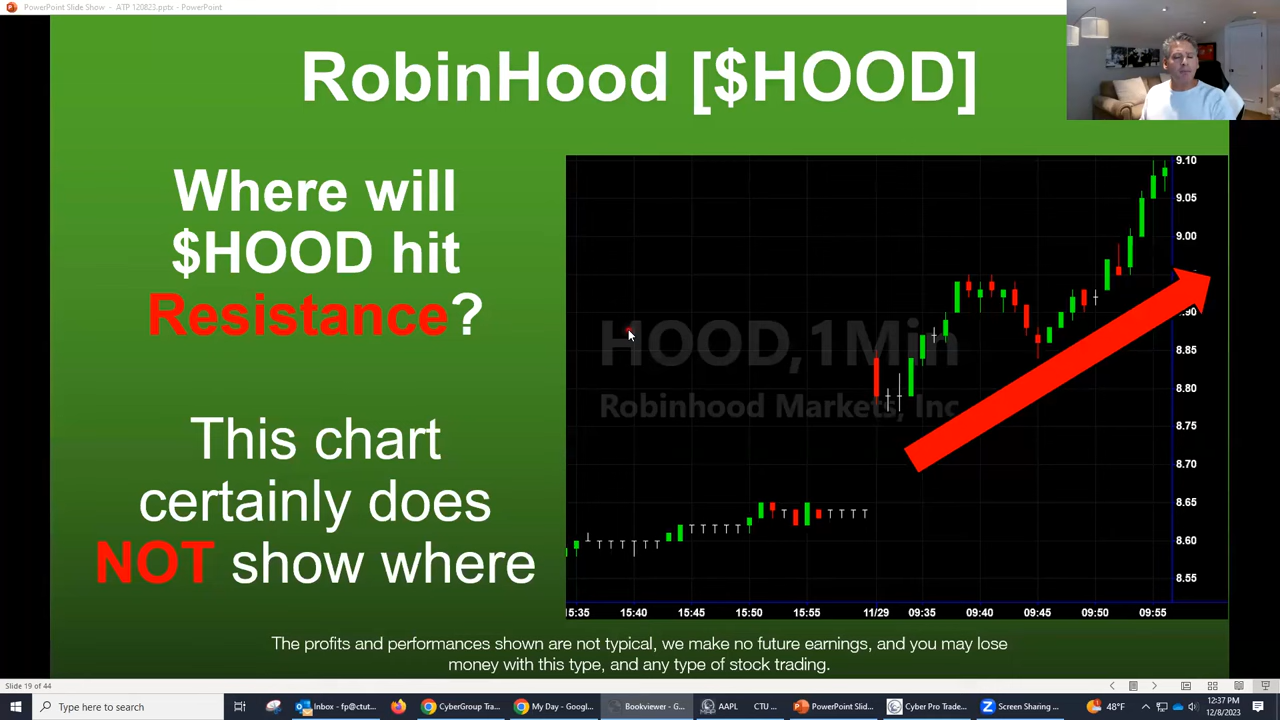 PowerPoint Slide Show - ATP 120823.pptx - PowerPoint
RobinHood [$HOOD]
Where will
$HOOD hit
Resistance?
This chart
certainly does
NOT show where
HOOD,1Min
Robinhood Markets, Inc
9.10
9.05
9.00
8.90
8.85
8.80
8.75
8.70
8.65
8.60
8.55
15:35 15:40 15:45 15:50 15:55 11/29 09:35 09:40 09:45 09:50 09:55
The profits and performances shown are not typical, we make no future earnings, and you may lose
money with this type, and any type of stock trading.
Slide 19 of 44
Type here to search
Inbox - fp@ctut...
CyberGroup Tra...
My Day - Googl...
Bookviewer - G...
AAPL
CTU ...
PowerPoint Slid...
Cyber Pro Trade...
Screen Sharing ...
48°F
12:37 PM
12/8/2023